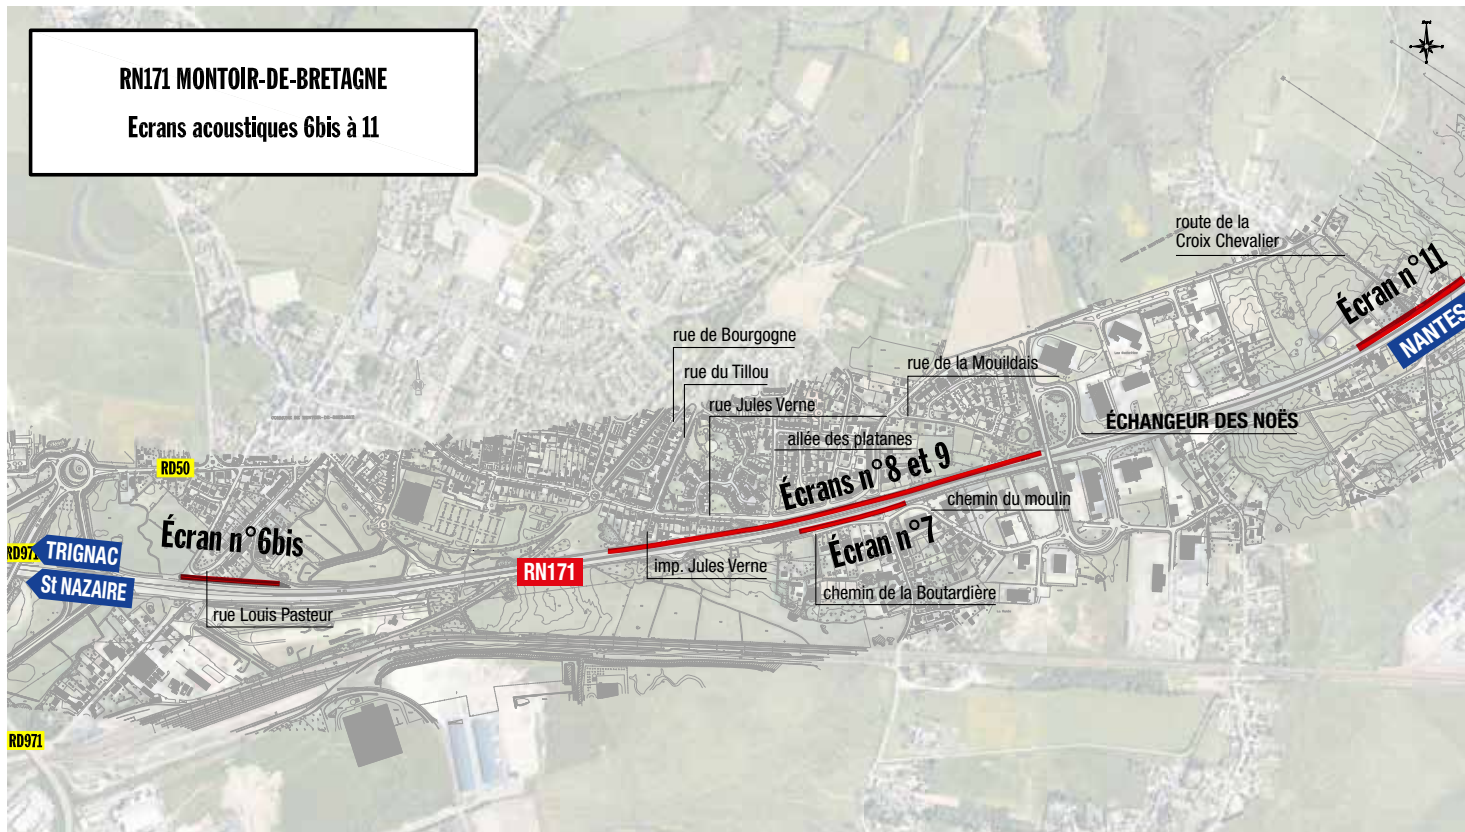 RN171 MONTOIR-DE-BRETAGNE
Ecrans acoustiques 6bis à 11
route de la
Croix Chevalier
Écran n°11
NANTES
rue de Bourgogne
rue du Tillou
rue de la Mouildais
rue Jules Verne
allée des platanes
ÉCHANGEUR DES NOËS
Écrans n°8 et 9
RD50
chemin du moulin
Écran n°6bis
Écran n°7
RD971
TRIGNAC
imp. Jules Verne
RN171
St NAZAIRE
chemin de la Boutardière
rue Louis Pasteur
RD971